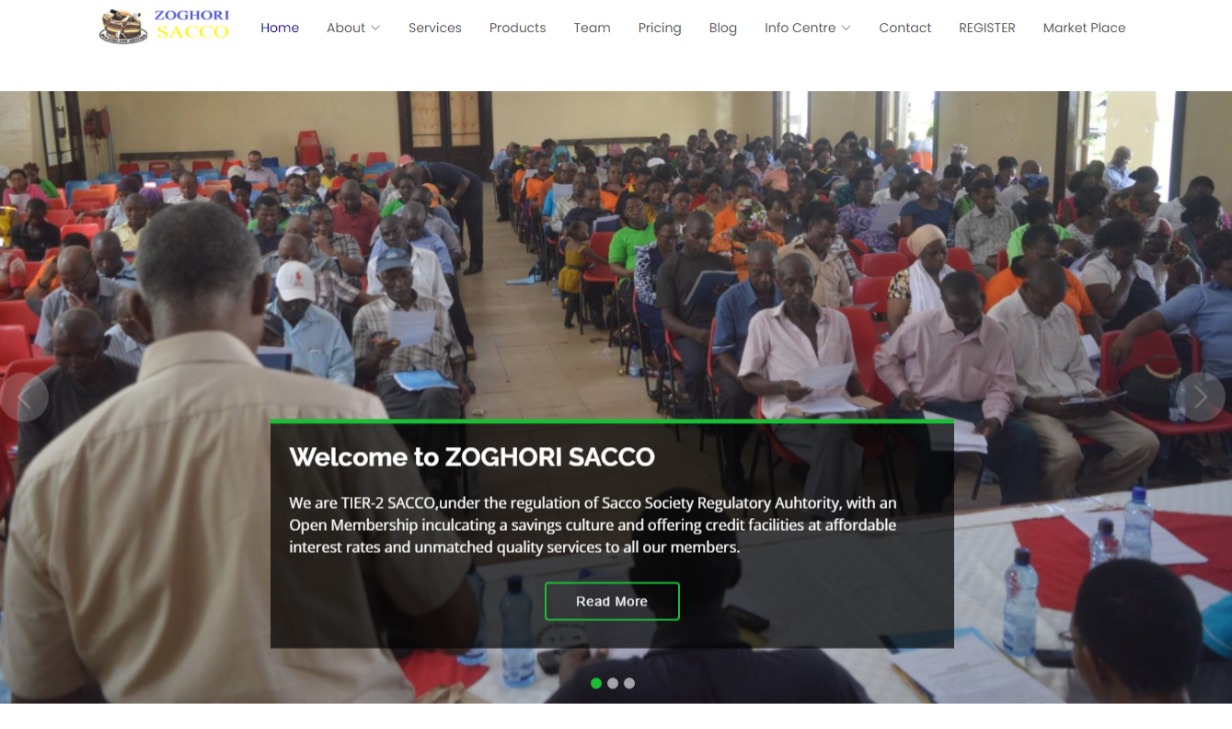 ZOGHORI
SACCO
Home About Services Products Team Pricing Blog Info Centre Contact REGISTER Market Place
Welcome to ZOGHORI SACCO
We are TIER-2 SACCO,under the regulation of Sacco Society Regulatory Auhtority, with an
Open Membership inculcating a savings culture and offering credit facilities at affordable
interest rates and unmatched quality services to all our members.
Read More